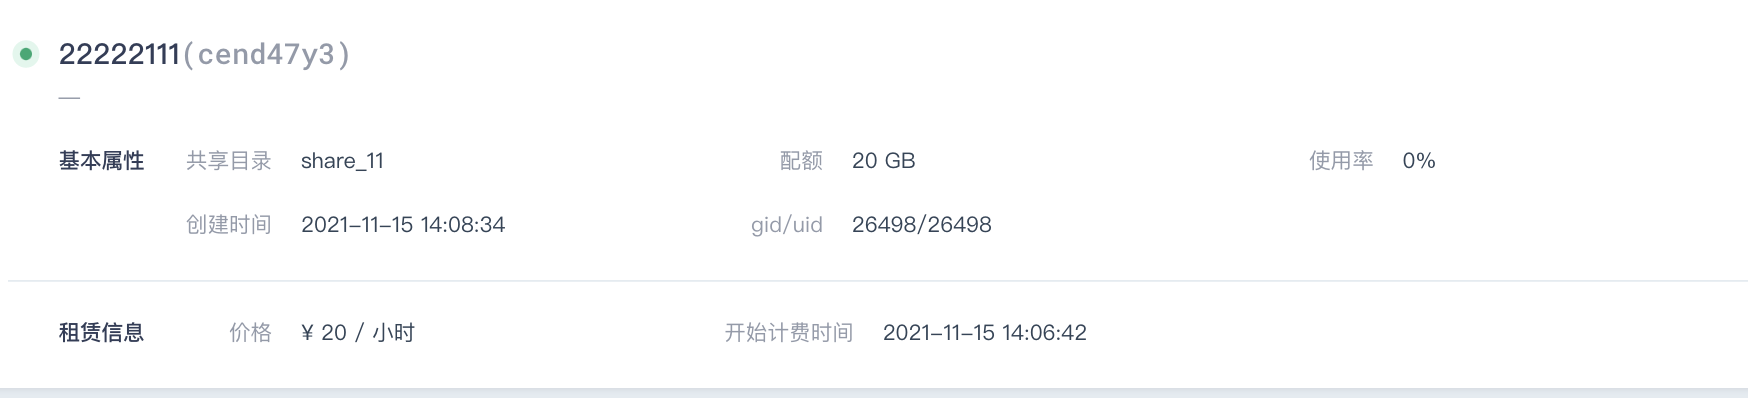 22222111(cend47y3)
—
基本属性 共享目录 share_11 配额 20 GB 使用率 0%
创建时间 2021-11-15 14:08:34 gid/uid 26498/26498
租赁信息 价格 ¥ 20 / 小时 开始计费时间 2021-11-15 14:06:42